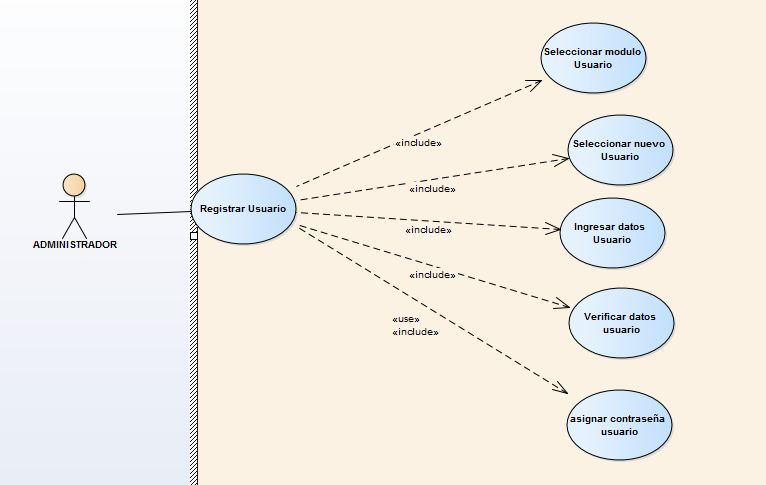 Seleccionar modulo
Usuario
«include»
Seleccionar nuevo
Usuario
«include»
Registrar Usuario
ADMINISTRADOR
Ingresar datos
Usuario
«include»
«include»
Verificar datos
usuario
«use»
«include»
asignar contraseña
usuario